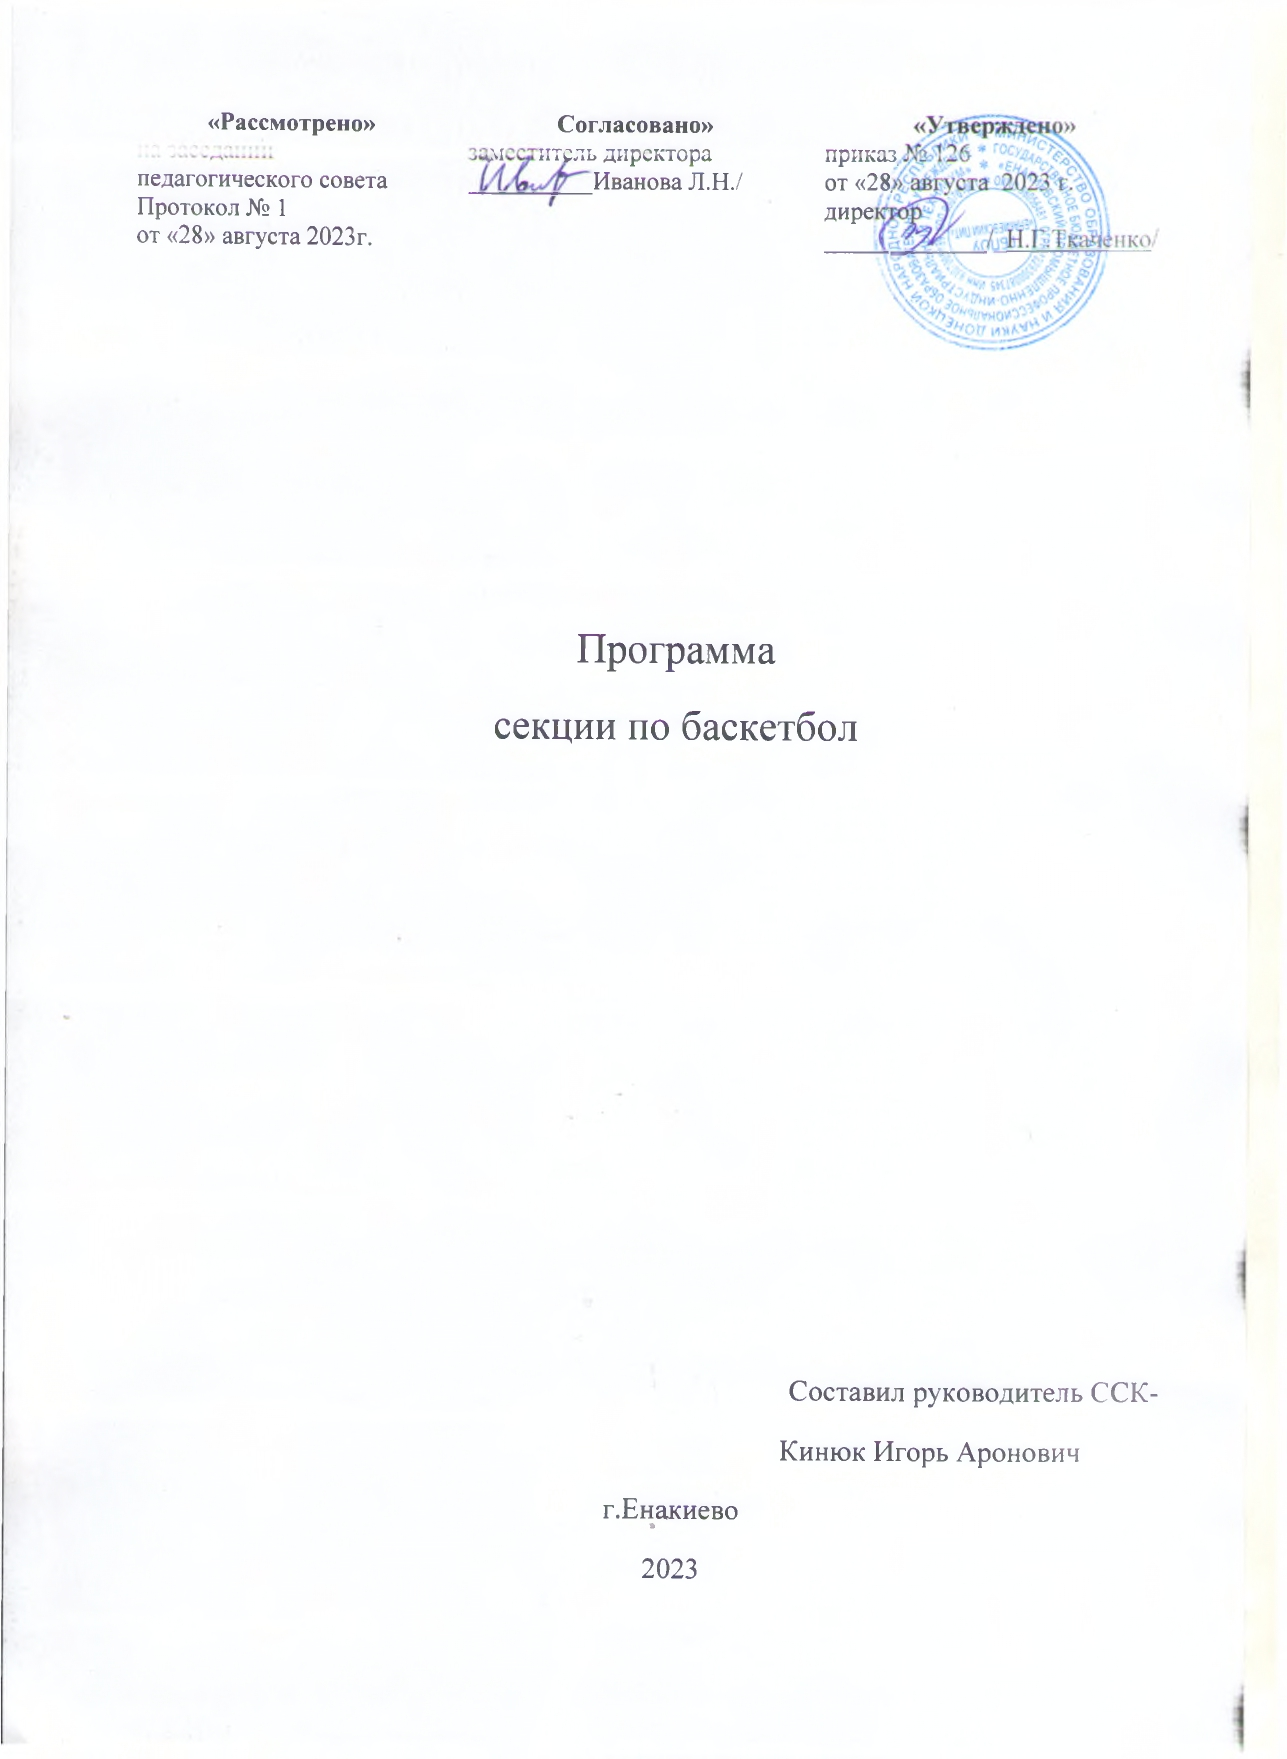 «Рассмотрено»
на заседании
педагогического совета
Протокол № 1
от «28» августа 2023г.
Согласовано»
заместитель директора
____________Иванова Л.Н./
«Утверждено»
приказ № 126
от «28» августа 2023 г.
директор
/ Н.Г.Ткаченко/
Программа
секции по баскетбол
Составил руководитель ССК-
Кинюк Игорь Аронович
г.Енакиево
2023